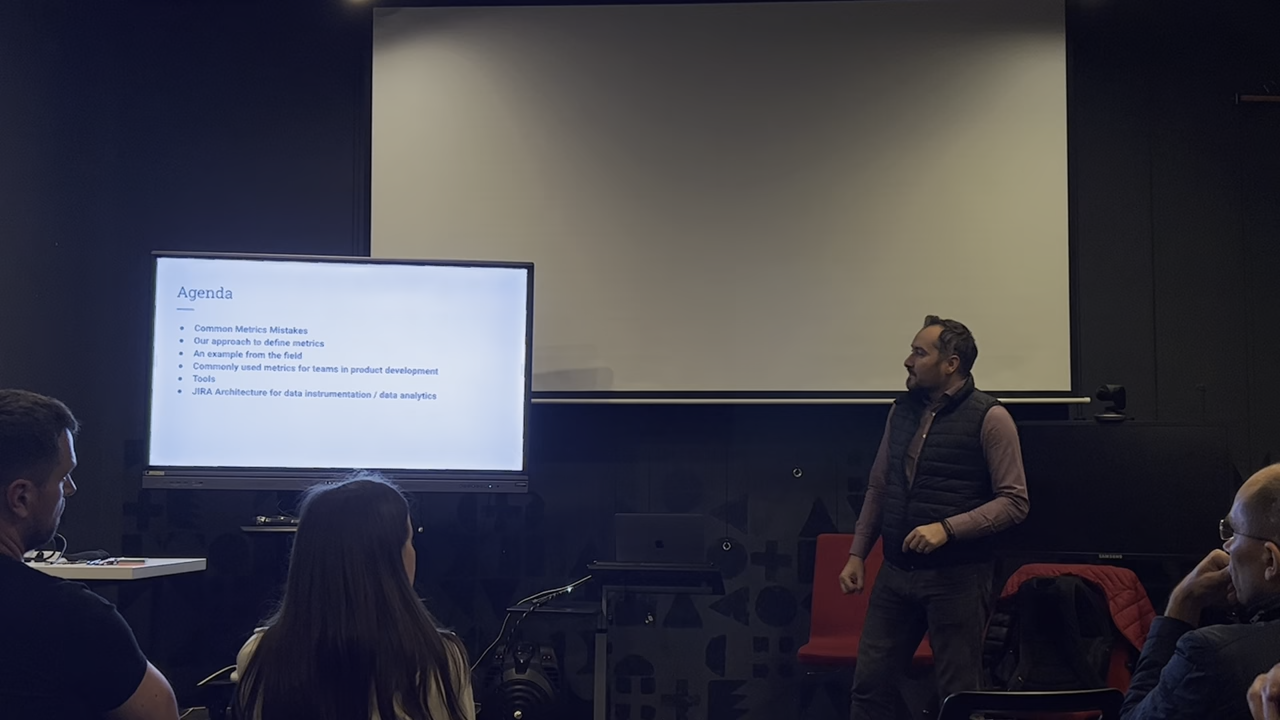 Agenda
Common Metrics Mistakes
Our approach to define metrics
An example from the field
Commonly used metrics for teams in product development
Tools
JIRA Architecture for data instrumentation / data analytics
SAMSUNG